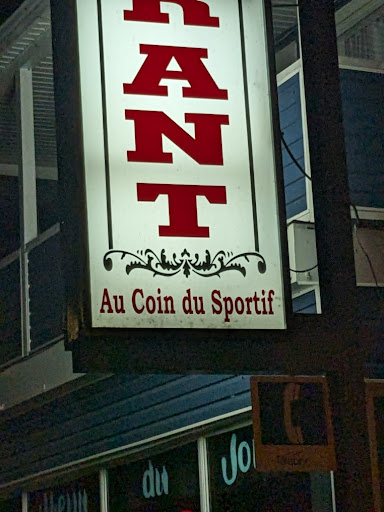 RANT
Au Coin du Sportif
du Jo